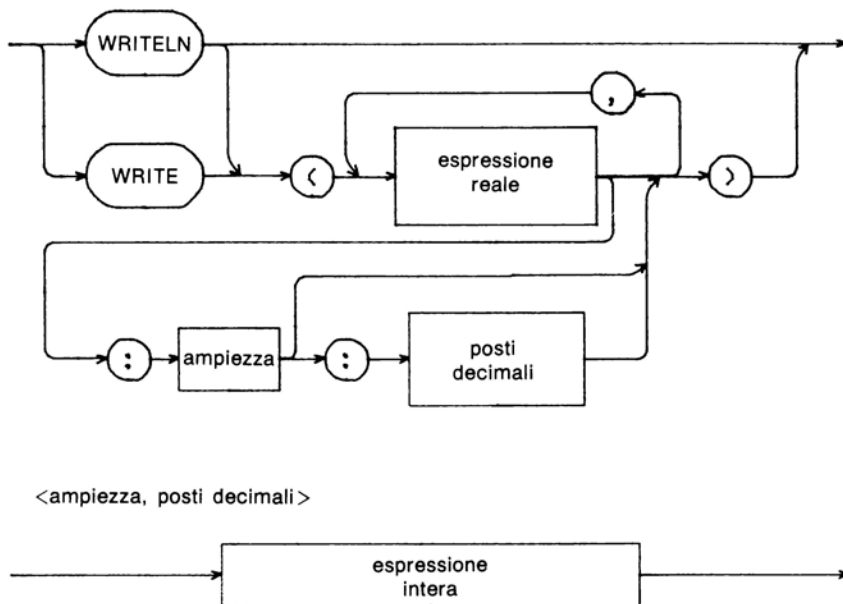 WRITELN
,
WRITE
(
espressione
reale
)
:
ampiezza
:
posti
decimali
<ampiezza, posti decimali>
espressione
intera